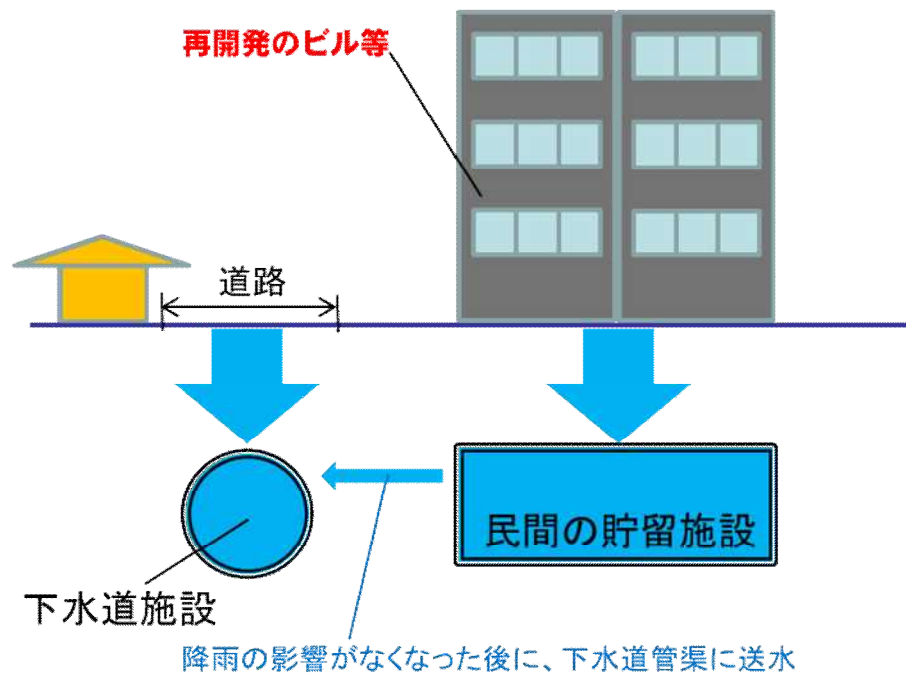 再開発のビル等
道路
民間の貯留施設
下水道施設
降雨の影響がなくなった後に、下水道管渠に送水